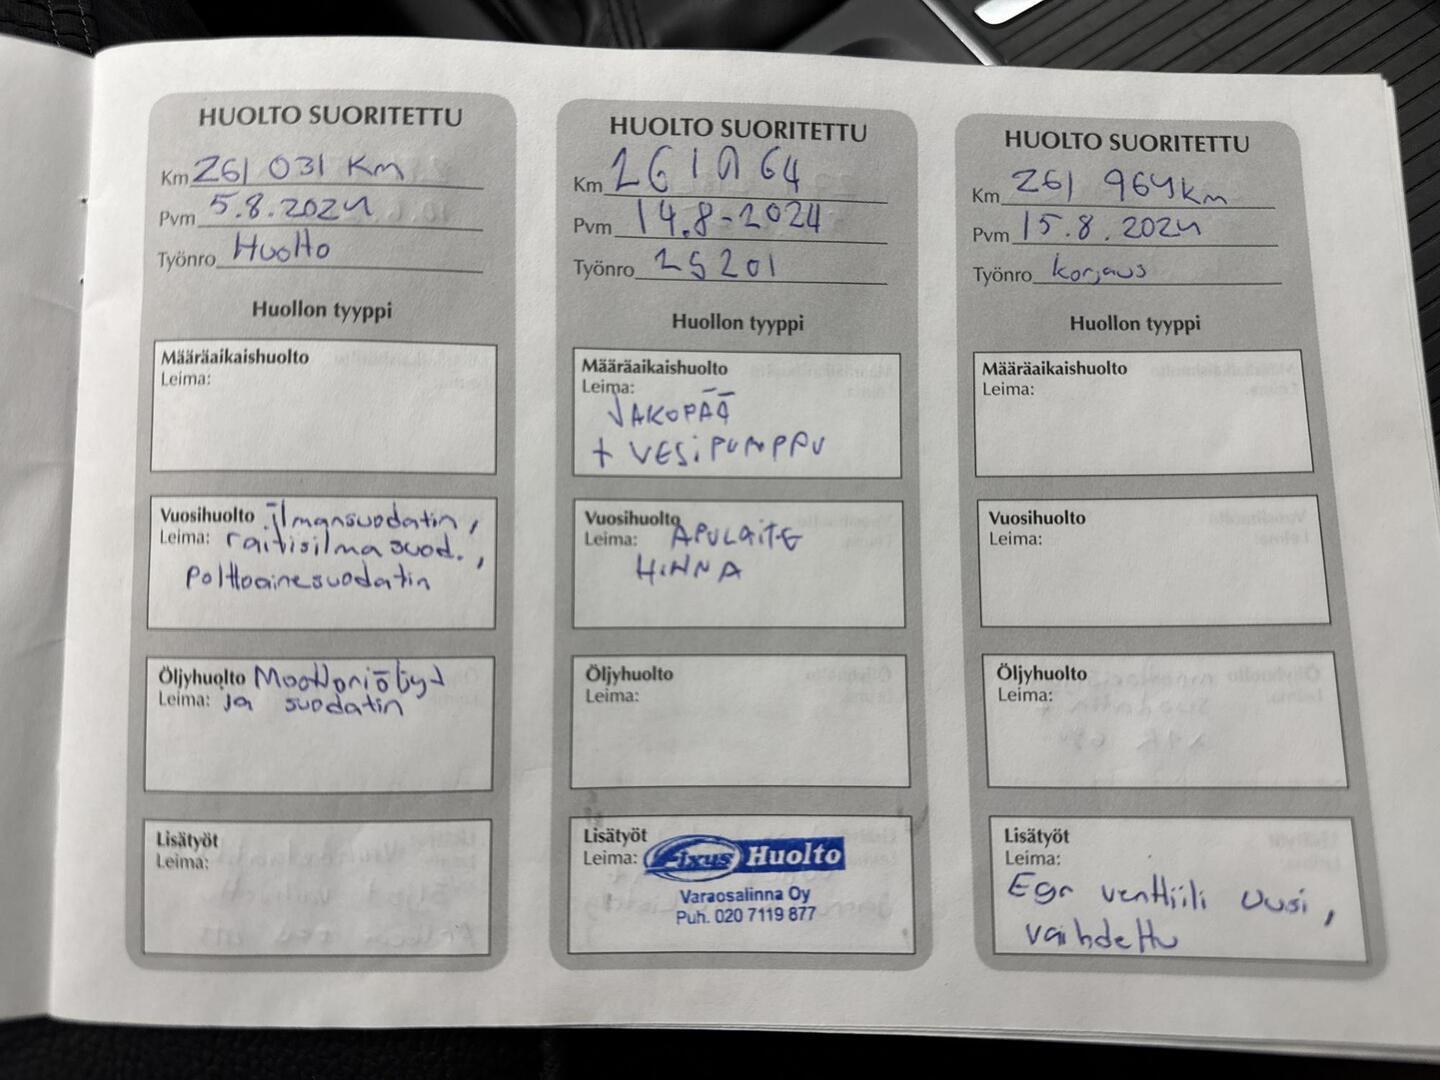 HUOLTO SUORITETTU
Km 261 031 Km
Pvm 5.8.2024
Työnro Huolto
Huollon tyyppi
Määräaikaishuolto
Leima:
Vuosihuolto ilmansuodatin,
Leima: raitisilmasuod.,
Polttoainesuodatin
Öljyhuolto Moottoriöljyt
Leima: ja suodatin
Lisätyöt
Leima:
HUOLTO SUORITETTU
Km
Pvm 14.8-2024
Työnro 25201
Huollon tyyppi
Määräaikaishuolto
Leima:
JAKOPÄÄ
+ VESIPUMPPU
Vuosihuolto
Leima: APULAITE
HIHNA
Öljyhuolto
Leima:
Lisätyöt
Leima: Fixus Huolto
Varaosalinna Oy
Puh. 020 7119 877
HUOLTO SUORITETTU
Km 261 964km
Pvm 15.8.2024
Työnro korjaus
Huollon tyyppi
Määräaikaishuolto
Leima:
Vuosihuolto
Leima:
Öljyhuolto
Leima:
Lisätyöt
Leima:
Egr venttiili uusi,
vaihdettu